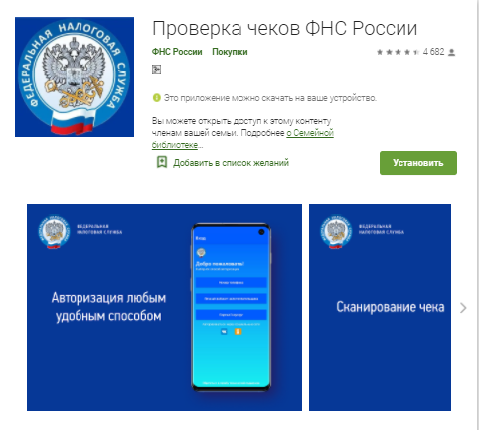 Проверка чеков ФНС России
ФНС России Покупки
4 682
Это приложение можно скачать на ваше устройство.
Вы можете открыть доступ к этому контенту
членам вашей семьи. Подробнее о Семейной
библиотеке…
Добавить в список желаний
Установить
ФЕДЕРАЛЬНАЯ НАЛОГОВАЯ СЛУЖБА
ФЕДЕРАЛЬНАЯ
НАЛОГОВАЯ СЛУЖБА
Авторизация любым
удобным способом
Вход
Добро пожаловать!
ФЕДЕРАЛЬНАЯ
НАЛОГОВАЯ СЛУЖБА
Сканирование чека